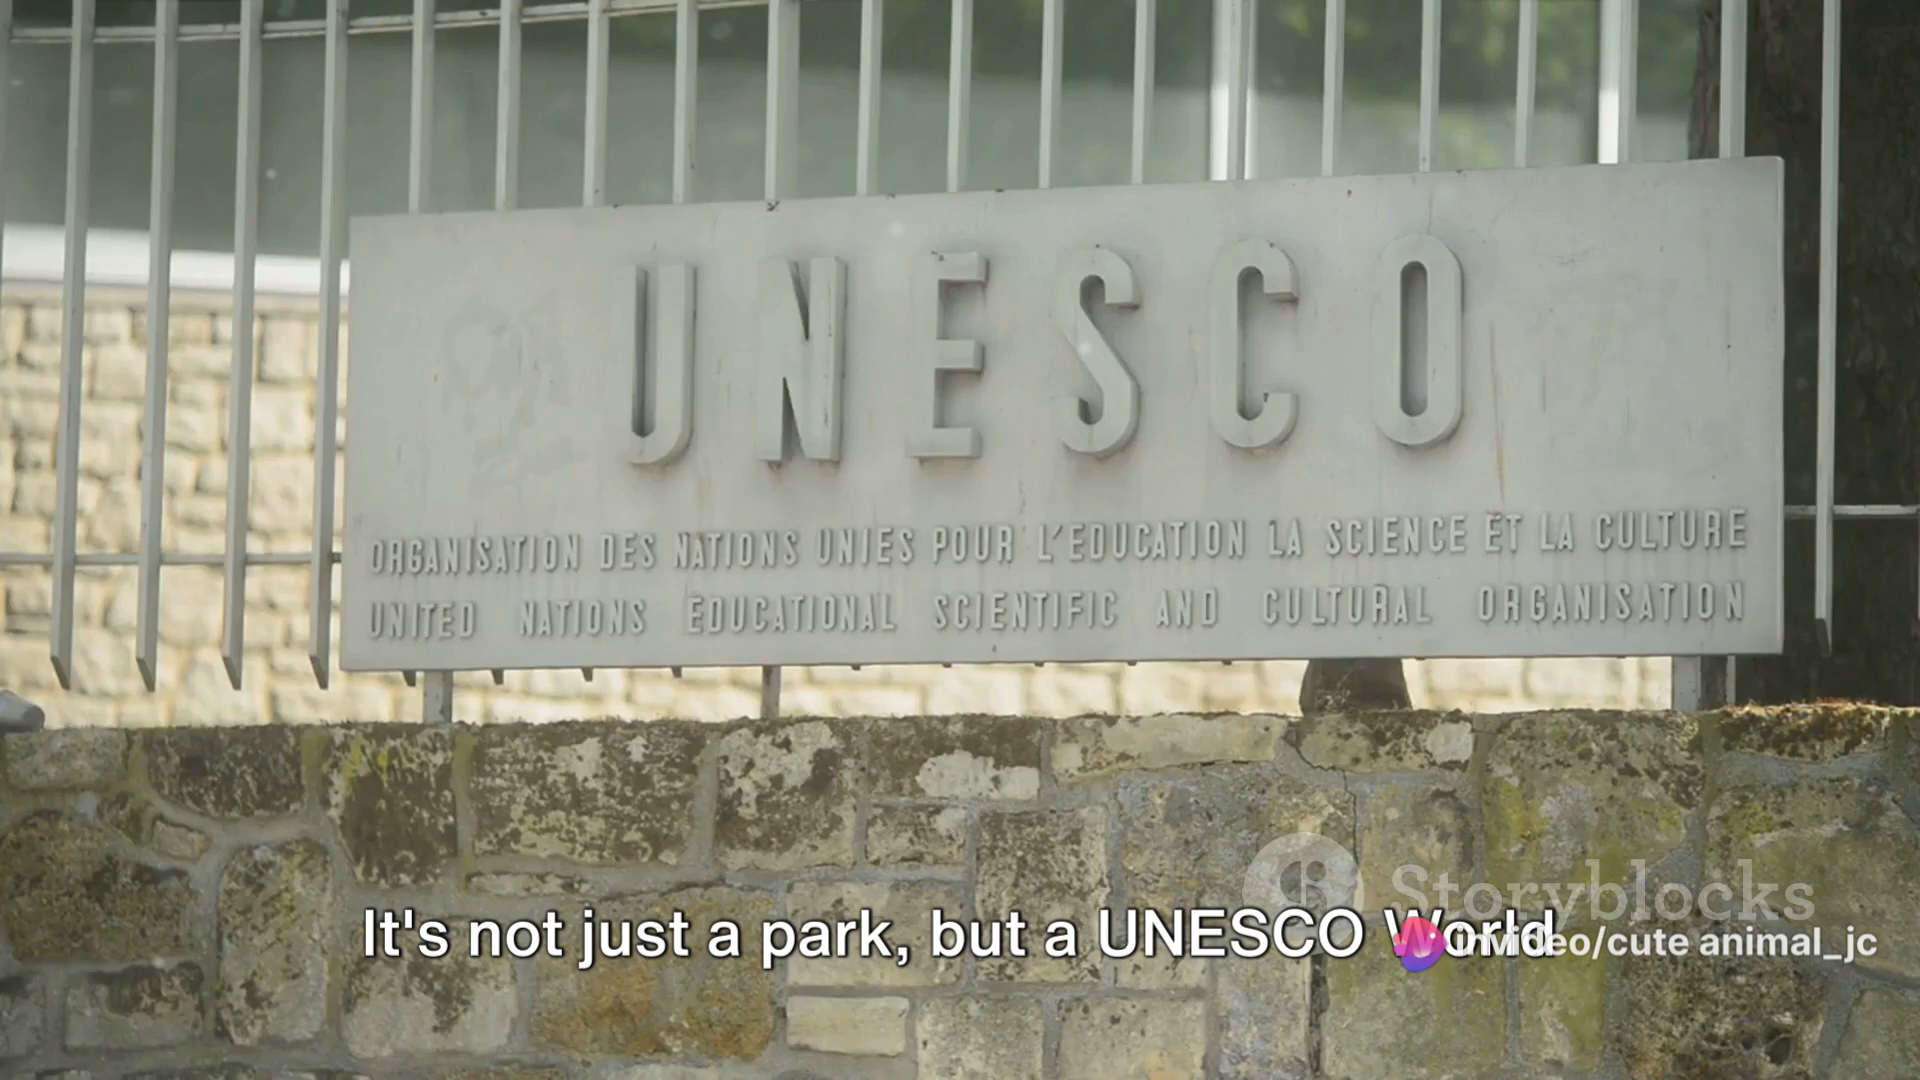 UNESCO
ORGANISATION DES NATIONS UNIES POUR L'EDUCATION LA SCIENCE ET LA CULTURE
UNITED NATIONS EDUCATIONAL SCIENTIFIC AND CULTURAL ORGANISATION
Storyblocks
It's not just a park, but a UNESCO World
invideo/cute animal_jc